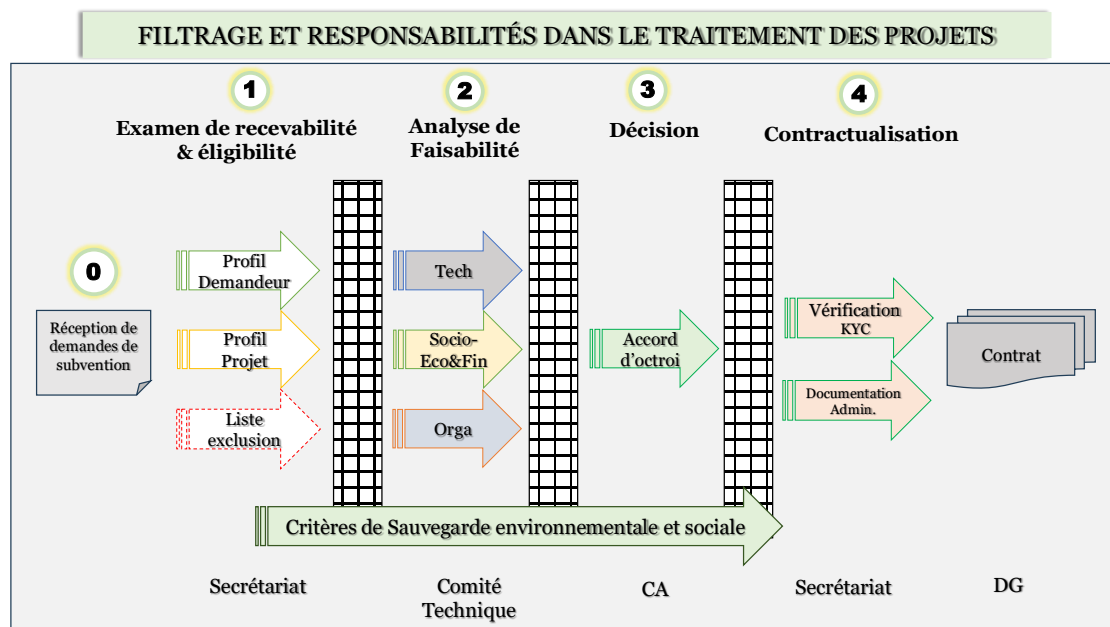 FILTRAGE ET RESPONSABILITÉS DANS LE TRAITEMENT DES PROJETS
1
Examen de recevabilité
& éligibilité
2
Analyse de
Faisabilité
3
Décision
4
Contractualisation
0
Réception de
demandes de
subvention
Profil
Demandeur
Profil
Projet
Liste
exclusion
Tech
Socio-
Eco&Fin
Orga
Accord
d'octroi
Vérification
KYC
Documentation
Admin.
Contrat
Critères de Sauvegarde environnementale et sociale
Secrétariat
Comité
Technique
CA
Secrétariat
DG